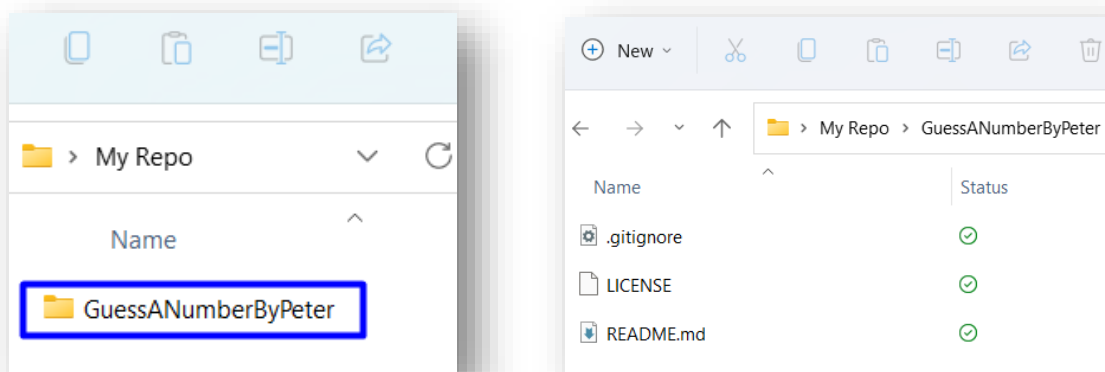 My Repo
Name
GuessANumberByPeter
New
My Repo > GuessANumberByPeter
Name Status
.gitignore
LICENSE
README.md